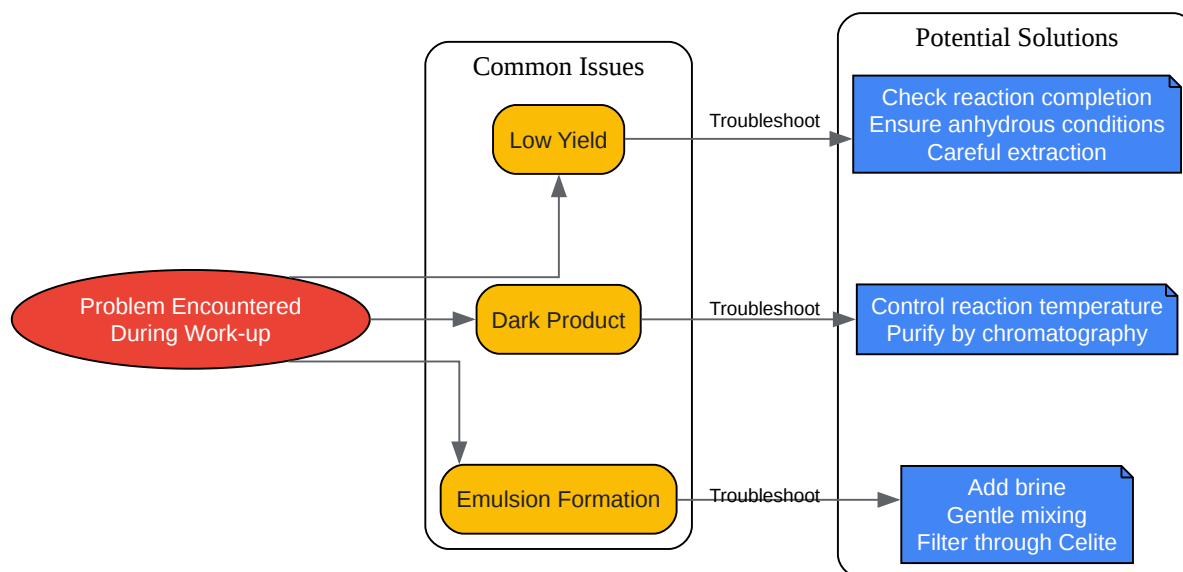 Potential Solutions
Common Issues
Check reaction completion
Ensure anhydrous conditions
Careful extraction
Troubleshoot
Low Yield
Problem Encountered
During Work-up
Dark Product
Troubleshoot
Control reaction temperature
Purify by chromatography
Emulsion Formation
Troubleshoot
Add brine
Gentle mixing
Filter through Celite